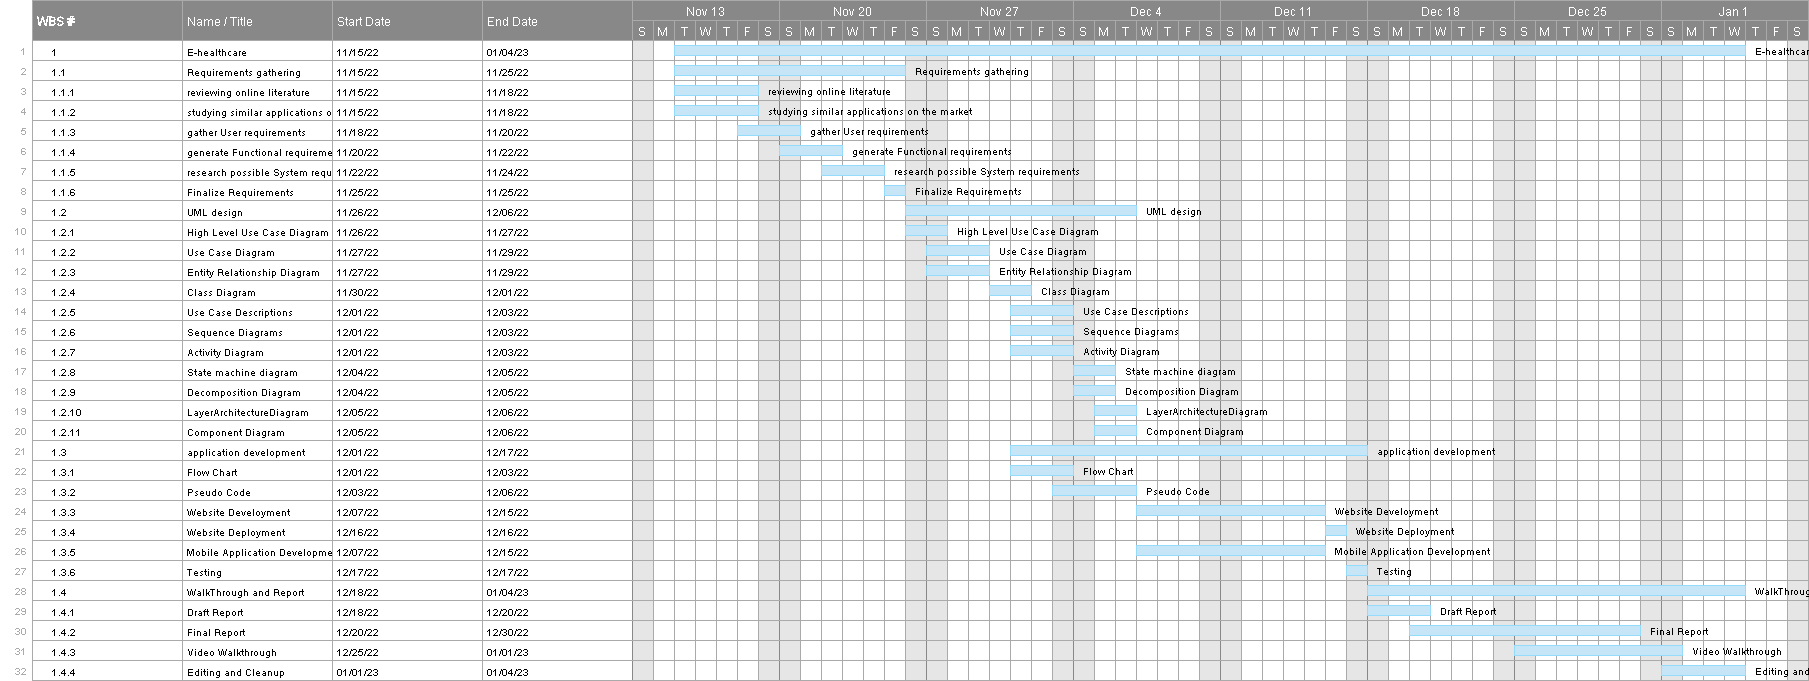 WBS # Name / Title Start Date End Date Nov 13 Nov 20 Nov 27 Dec 4 Dec 11 Dec 18 Dec 25 Jan 1
S M T W T F S S M T W T F S S M T W T F S S M T W T F S S M T W T F S S M T W T F S S M T W T F S S M T W T F S
1 1 E-healthcare 11/15/22 01/04/23 E-healthcar
2 1.1 Requirements gathering 11/15/22 11/25/22 Requirements gathering
3 1.1.1 reviewing online literature 11/15/22 11/18/22 reviewing online literature
4 1.1.2 studying similar applications o 11/15/22 11/18/22 studying similar applications on the market
5 1.1.3 gather User requirements 11/18/22 11/20/22 gather User requirements
6 1.1.4 generate Functional requireme 11/20/22 11/22/22 generate Functional requirements
7 1.1.5 research possible System requ 11/22/22 11/24/22 research possible System requirements
8 1.1.6 Finalize Requirements 11/25/22 11/25/22 Finalize Requirements
9 1.2 UML design 11/26/22 12/06/22 UML design
10 1.2.1 High Level Use Case Diagram 11/26/22 11/27/22 High Level Use Case Diagram
11 1.2.2 Use Case Diagram 11/27/22 11/29/22 Use Case Diagram
12 1.2.3 Entity Relationship Diagram 11/27/22 11/29/22 Entity Relationship Diagram
13 1.2.4 Class Diagram 11/30/22 12/01/22 Class Diagram
14 1.2.5 Use Case Descriptions 12/01/22 12/03/22 Use Case Descriptions
15 1.2.6 Sequence Diagrams 12/01/22 12/03/22 Sequence Diagrams
16 1.2.7 Activity Diagram 12/01/22 12/03/22 Activity Diagram
17 1.2.8 State machine diagram 12/04/22 12/05/22 State machine diagram
18 1.2.9 Decomposition Diagram 12/04/22 12/05/22 Decomposition Diagram
19 1.2.10 LayerArchitectureDiagram 12/05/22 12/06/22 LayerArchitectureDiagram
20 1.2.11 Component Diagram 12/05/22 12/06/22 Component Diagram
21 1.3 application development 12/01/22 12/17/22 application development
22 1.3.1 Flow Chart 12/01/22 12/03/22 Flow Chart
23 1.3.2 Pseudo Code 12/03/22 12/06/22 Pseudo Code
24 1.3.3 Website Development 12/07/22 12/15/22 Website Development
25 1.3.4 Website Deployment 12/16/22 12/16/22 Website Deployment
26 1.3.5 Mobile Application Developme 12/07/22 12/15/22 Mobile Application Development
27 1.3.6 Testing 12/17/22 12/17/22 Testing
28 1.4 WalkThrough and Report 12/18/22 01/04/23 WalkThroug
29 1.4.1 Draft Report 12/18/22 12/20/22 Draft Report
30 1.4.2 Final Report 12/20/22 12/30/22 Final Report
31 1.4.3 Video Walkthrough 12/25/22 01/01/23 Video Walkthrough
32 1.4.4 Editing and Cleanup 01/01/23 01/04/23 Editing and